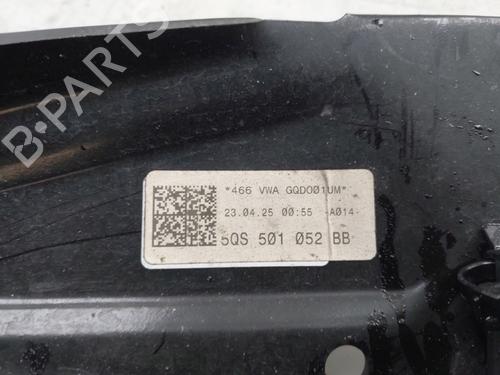 B-PARTS
*466 VWA GQD001UM*
23.04.25 00:55 -A014-
5QS 501 052 BB